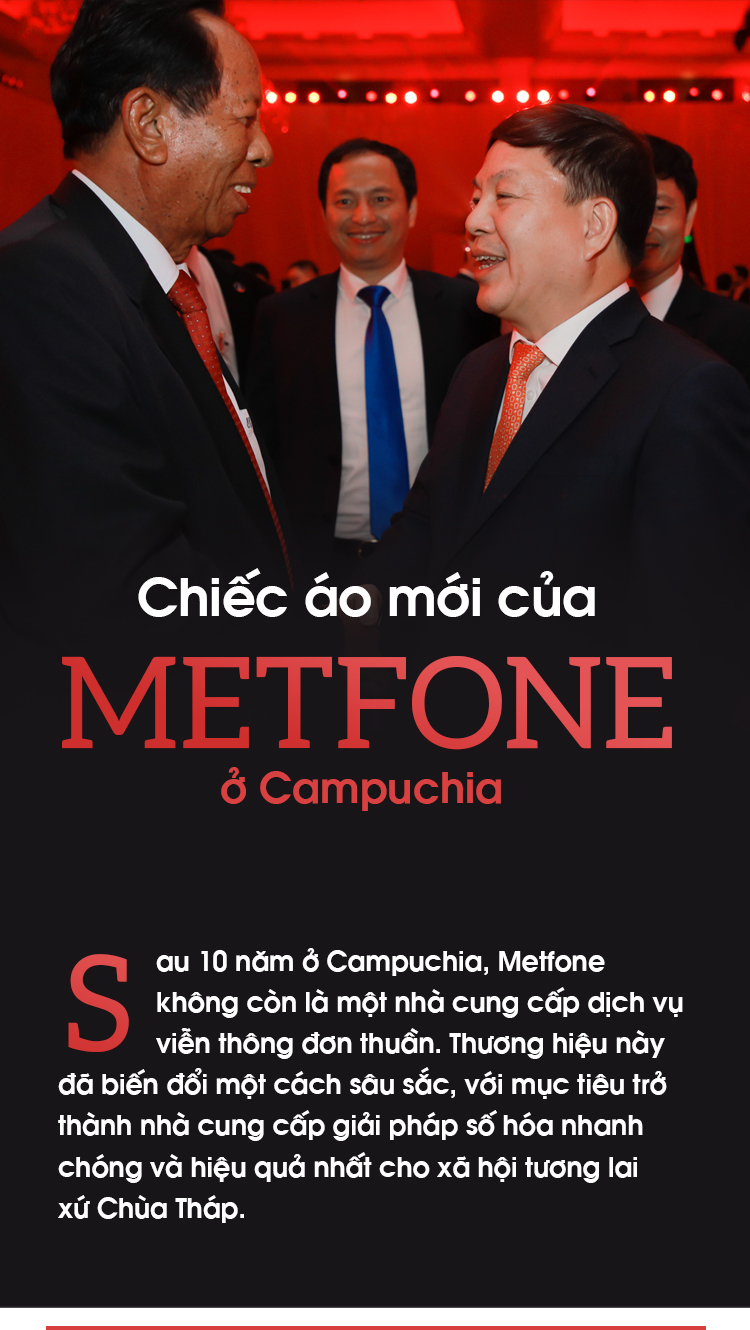 Chiếc áo mới của
METFONE
ở Campuchia
Sau 10 năm ở Campuchia, Metfone
không còn là một nhà cung cấp dịch vụ
viễn thông đơn thuần. Thương hiệu này
đã biến đổi một cách sâu sắc, với mục tiêu trở
thành nhà cung cấp giải pháp số hóa nhanh
chóng và hiệu quả nhất cho xã hội tương lai
xứ Chùa Tháp.